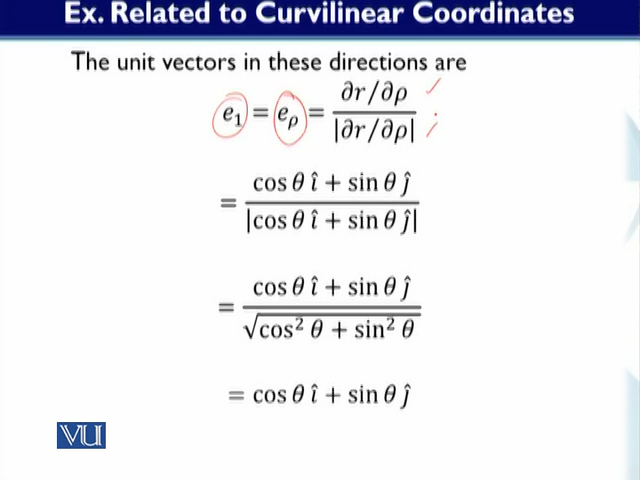 Ex. Related to Curvilinear Coordinates
The unit vectors in these directions are
e₁ = eᵨ = ∂r/∂ρ
|∂r/∂ρ|
= cos θ î + sin θ ĵ
|cos θ î + sin θ ĵ|
= cos θ î + sin θ ĵ
√cos² θ + sin² θ
= cos θ î + sin θ ĵ
VU